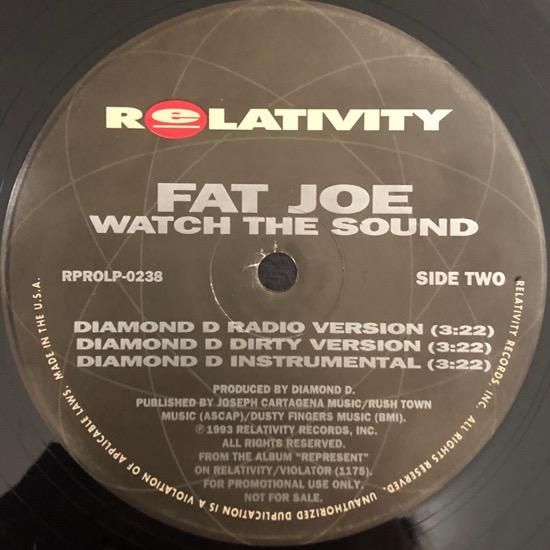 RELATIVITY
FAT JOE
WATCH THE SOUND
RPROLP-0238
SIDE TWO
DIAMOND D RADIO VERSION (3:22)
DIAMOND D DIRTY VERSION (3:22)
DIAMOND D INSTRUMENTAL (3:22)
PRODUCED BY DIAMOND D.
PUBLISHED BY JOSEPH CARTAGENA MUSIC/RUSH TOWN
MUSIC (ASCAP)/DUSTY FINGERS MUSIC (BMI).
℗1993 RELATIVITY RECORDS, INC.
ALL RIGHTS RESERVED.
FROM THE ALBUM "REPRESENT"
ON RELATIVITY/VIOLATOR (1175).
FOR PROMOTIONAL USE ONLY.
NOT FOR SALE.
RELATIVITY RECORDS, INC. ALL RIGHTS RESERVED. UNAUTHORIZED DUPLICATION IS A VIOLATION OF APPLICABLE LAWS. MADE IN THE U.S.A.